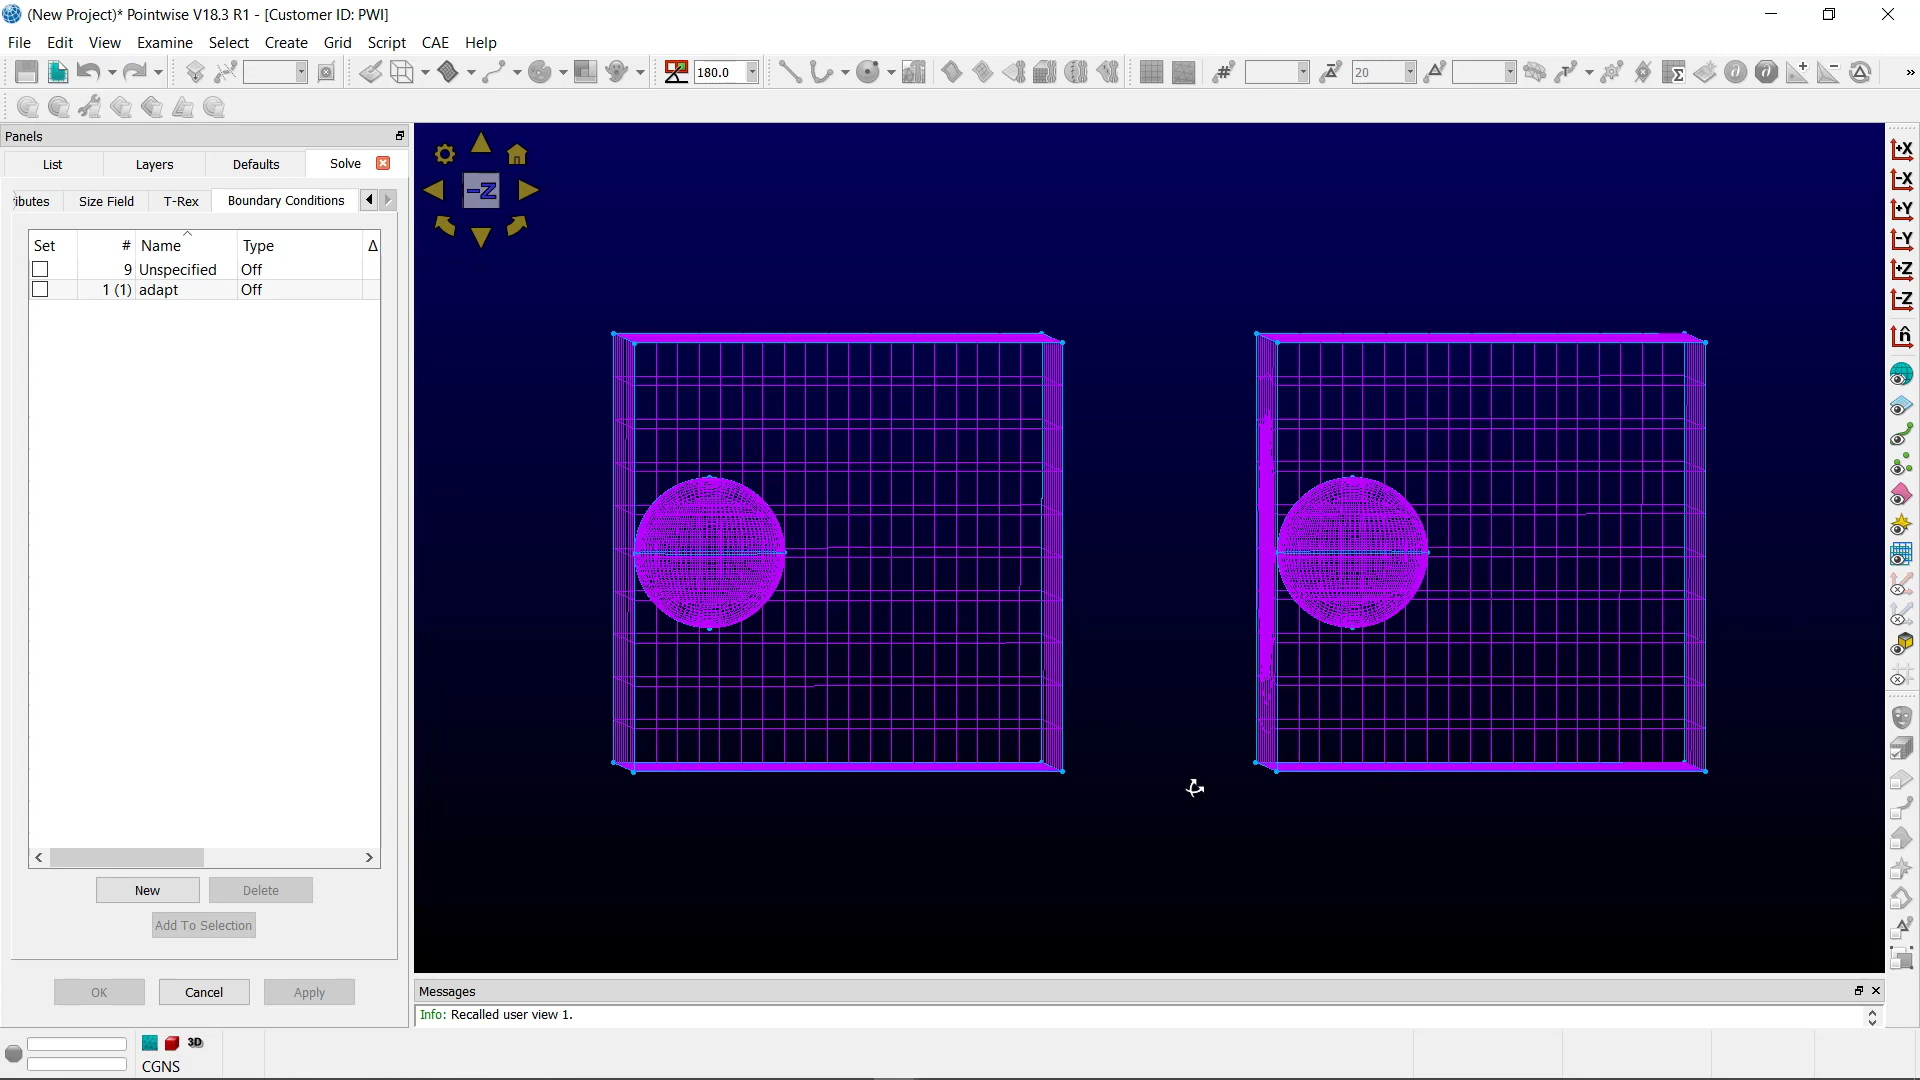 (New Project)* Pointwise V18.3 R1 - [Customer ID: PWI]
File Edit View Examine Select Create Grid Script CAE Help
180.0 20 »
Panels
List Layers Defaults Solve
ributes Size Field T-Rex Boundary Conditions
Set # Name Type Δ
9 Unspecified Off
1 (1) adapt Off
New Delete
Add To Selection
OK Cancel Apply
-Z
+X
-X
+Y
-Y
+Z
-Z
n̂
Messages
Info: Recalled user view 1.
3D
CGNS